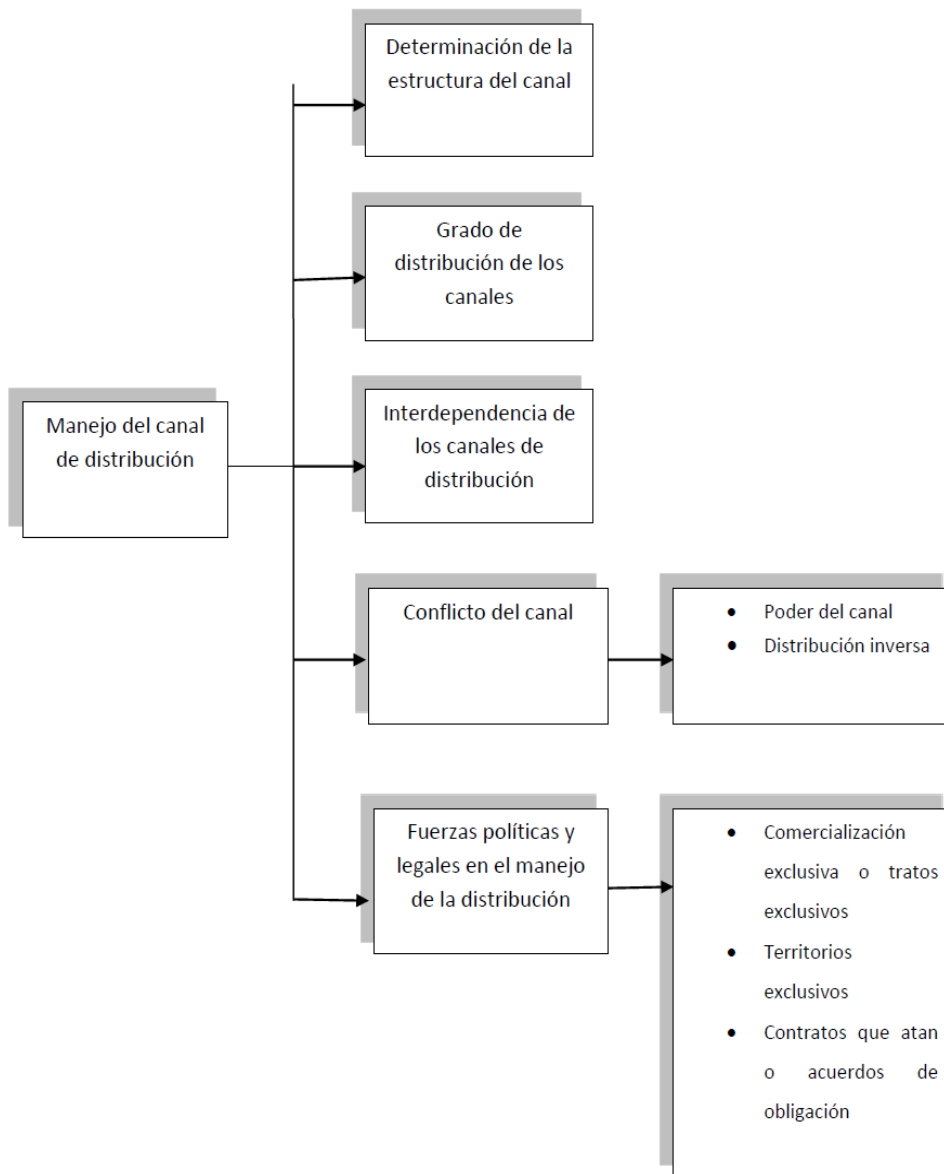 Determinación de la
estructura del canal
Grado de
distribución de los
canales
Manejo del canal
de distribución
Interdependencia de
los canales de
distribución
Conflicto del canal
• Poder del canal
• Distribución inversa
Fuerzas políticas y
legales en el manejo
de la distribución
• Comercialización
exclusiva o tratos
exclusivos
• Territorios
exclusivos
• Contratos que atan
o acuerdos de
obligación